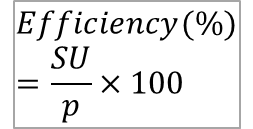 Efficiency(%)
= SU/p × 100